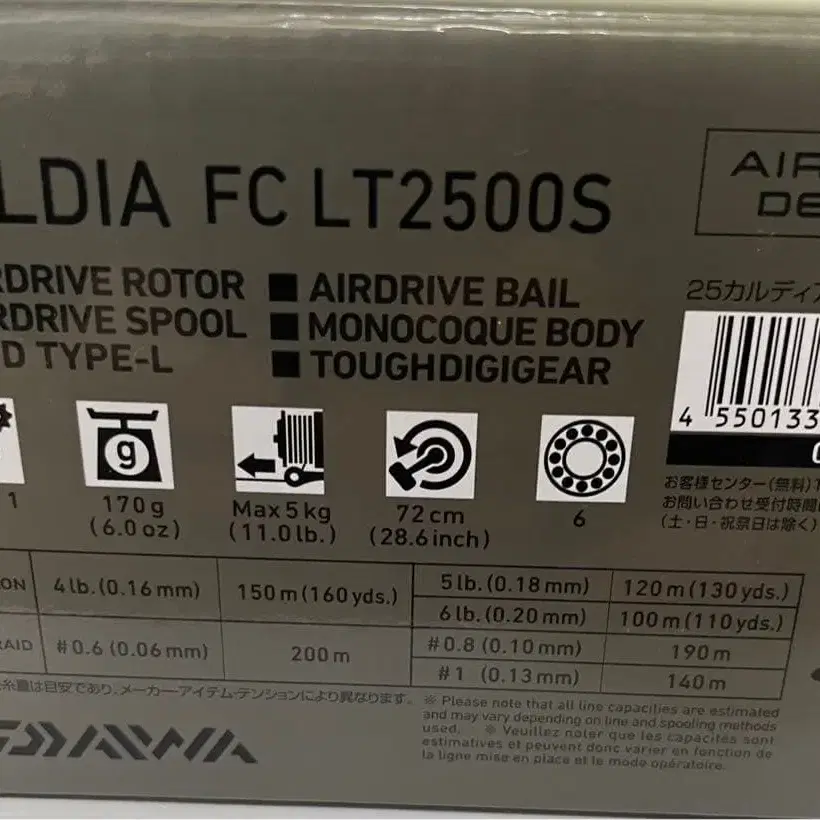 LDIA FC LT2500S
AIR
DE
RDRIVE ROTOR ■ AIRDRIVE BAIL
RDRIVE SPOOL ■ MONOCOQUE BODY
D TYPE-L ■ TOUGHDIGIGEAR
25カルディア
4 550133
g
1
170g
(6.0oz)
Max5kg
(11.0lb.)
72cm
(28.6inch)
6
お客様センター(無料)
お問い合わせ受付時間
(土・日・祝祭日は除く)
ON 4lb.(0.16mm) 150m(160yds.) 5lb.(0.18mm) 120m(130yds.)
6lb.(0.20mm) 100m(110yds.)
RAID #0.6 (0.06mm) 200m #0.8 (0.10mm) 190m
#1 (0.13mm) 140m
糸量は目安であり、メーカー・アイテム・テンションにより異なります。
※ Please note that all line capacities are estimated
and may vary depending on line and spooling methods
used. ※ Veuillez noter que les capacités sont
estimatives et peuvent donc varier en fonction de
la ligne mise en place et le mode opératoire.
DAIWA